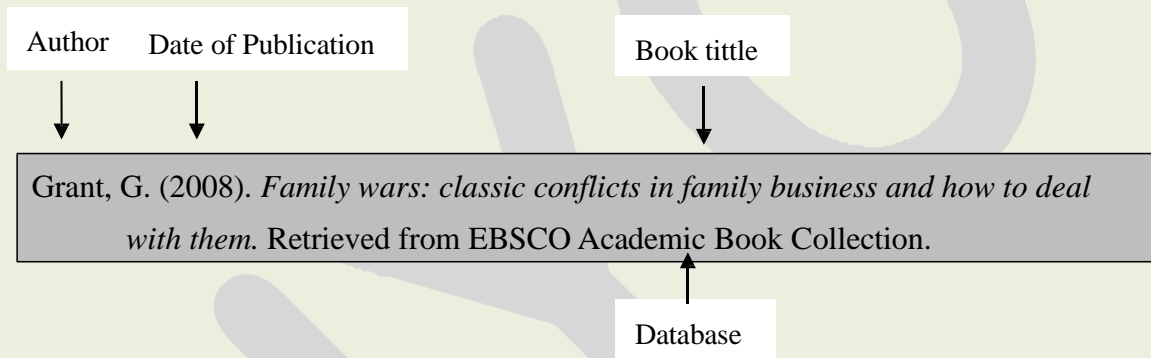 Author Date of Publication
Book tittle
Grant, G. (2008). Family wars: classic conflicts in family business and how to deal
with them. Retrieved from EBSCO Academic Book Collection.
Database